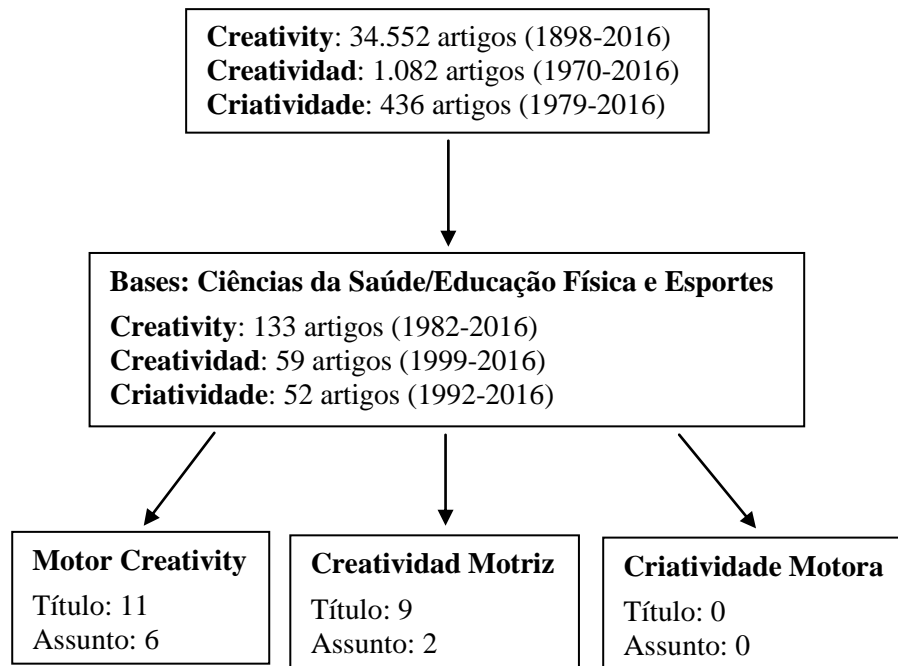 Creativity: 34.552 artigos (1898-2016)
Creatividad: 1.082 artigos (1970-2016)
Criatividade: 436 artigos (1979-2016)
Bases: Ciências da Saúde/Educação Física e Esportes
Creativity: 133 artigos (1982-2016)
Creatividad: 59 artigos (1999-2016)
Criatividade: 52 artigos (1992-2016)
Motor Creativity
Título: 11
Assunto: 6
Creatividad Motriz
Título: 9
Assunto: 2
Criatividade Motora
Título: 0
Assunto: 0